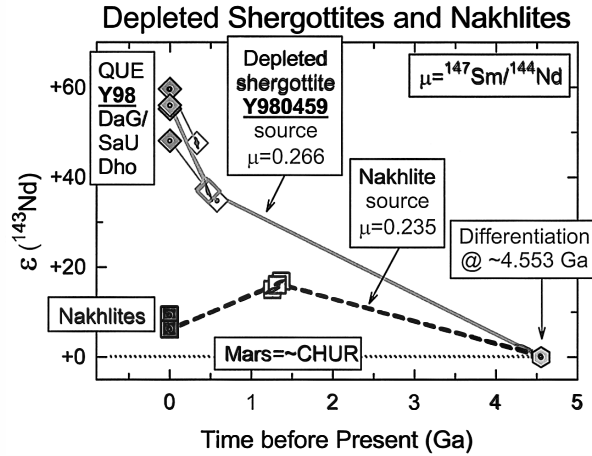 Depleted Shergottites and Nakhlites
QUE
Y98
DaG/
SaU
Dho
Depleted
shergottite
Y980459
source
μ=0.266
μ=¹⁴⁷Sm/¹⁴⁴Nd
Nakhlite
source
μ=0.235
Differentiation
@ ~4.553 Ga
Nakhlites
Mars=~CHUR
+60
+40
+20
+0
ε (¹⁴³Nd)
0 1 2 3 4 5
Time before Present (Ga)